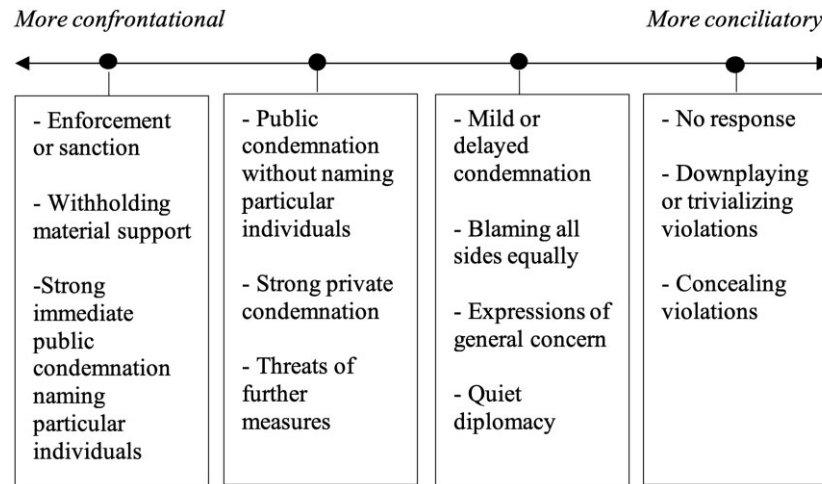 More confrontational
More conciliatory
- Enforcement
or sanction
- Withholding
material support
-Strong
immediate
public
condemnation
naming
particular
individuals
- Public
condemnation
without naming
particular
individuals
- Strong private
condemnation
- Threats of
further
measures
- Mild or
delayed
condemnation
- Blaming all
sides equally
- Expressions of
general concern
- Quiet
diplomacy
- No response
- Downplaying
or trivializing
violations
- Concealing
violations